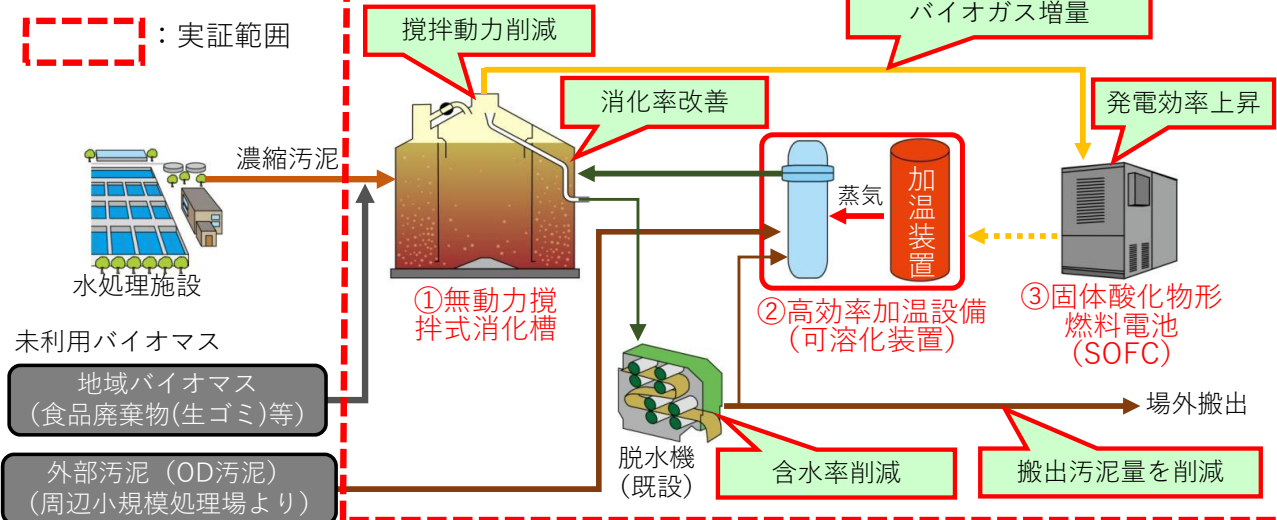 ：実証範囲
撹拌動力削減
バイオガス増量
消化率改善
発電効率上昇
濃縮汚泥
蒸気
加温装置
水処理施設
①無動力撹
拌式消化槽
②高効率加温設備
（可溶化装置）
③固体酸化物形
燃料電池
（SOFC）
未利用バイオマス
地域バイオマス
(食品廃棄物(生ゴミ)等)
場外搬出
外部汚泥（OD汚泥）
(周辺小規模処理場より)
脱水機
(既設)
含水率削減
搬出汚泥量を削減